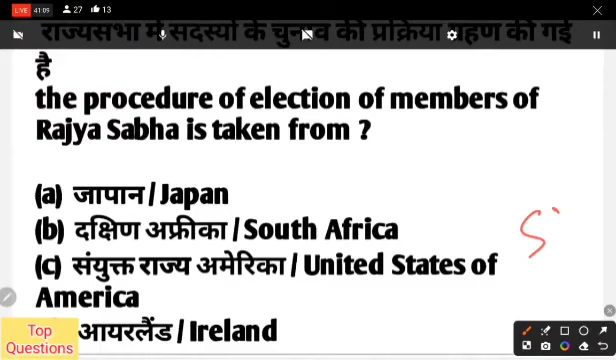 LIVE 41:09 27 13
राज्यसभा में सदस्यों के चुनाव की प्रक्रिया ग्रहण की गई
है
the procedure of election of members of
Rajya Sabha is taken from ?
(a) जापान / Japan
(b) दक्षिण अफ्रीका / South Africa
(c) संयुक्त राज्य अमेरिका / United States of
America
आयरलैंड / Ireland
Top
Questions